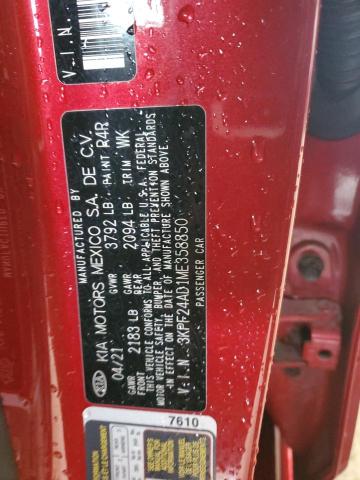 V.I.N.
MANUFACTURED BY
KIA MOTORS MEXICO S.A. DE C.V.
04/21 GVWR 3792 LB PAINT R4R
GAWR FRONT 2183 LB GAWR REAR 2094 LB TRIM WK
THIS VEHICLE CONFORMS TO ALL APPLICABLE U.S.A. FEDERAL
MOTOR VEHICLE SAFETY, BUMPER, AND THEFT PREVENTION STANDARDS
IN EFFECT ON THE DATE OF MANUFACTURE SHOWN ABOVE.
V.I.N. 3KPF24AD1ME358850
PASSENGER CAR
KIA
7610